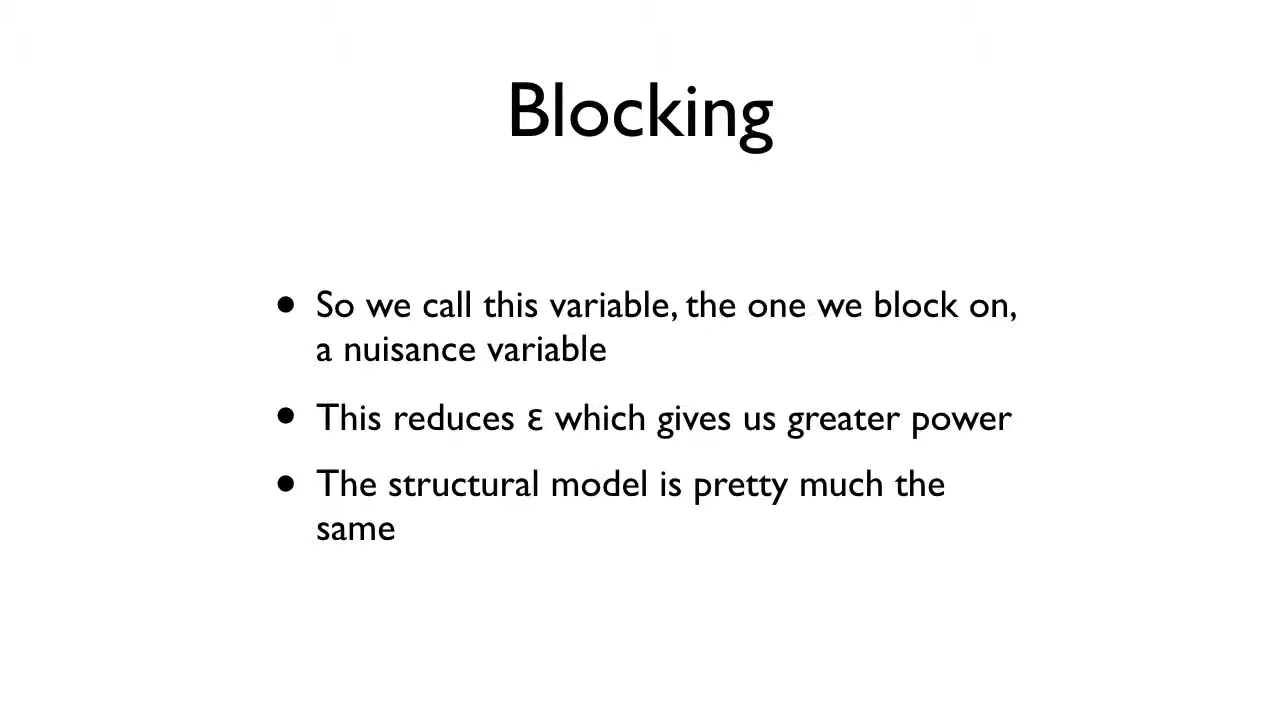 Blocking
• So we call this variable, the one we block on,
a nuisance variable
• This reduces ε which gives us greater power
• The structural model is pretty much the
same